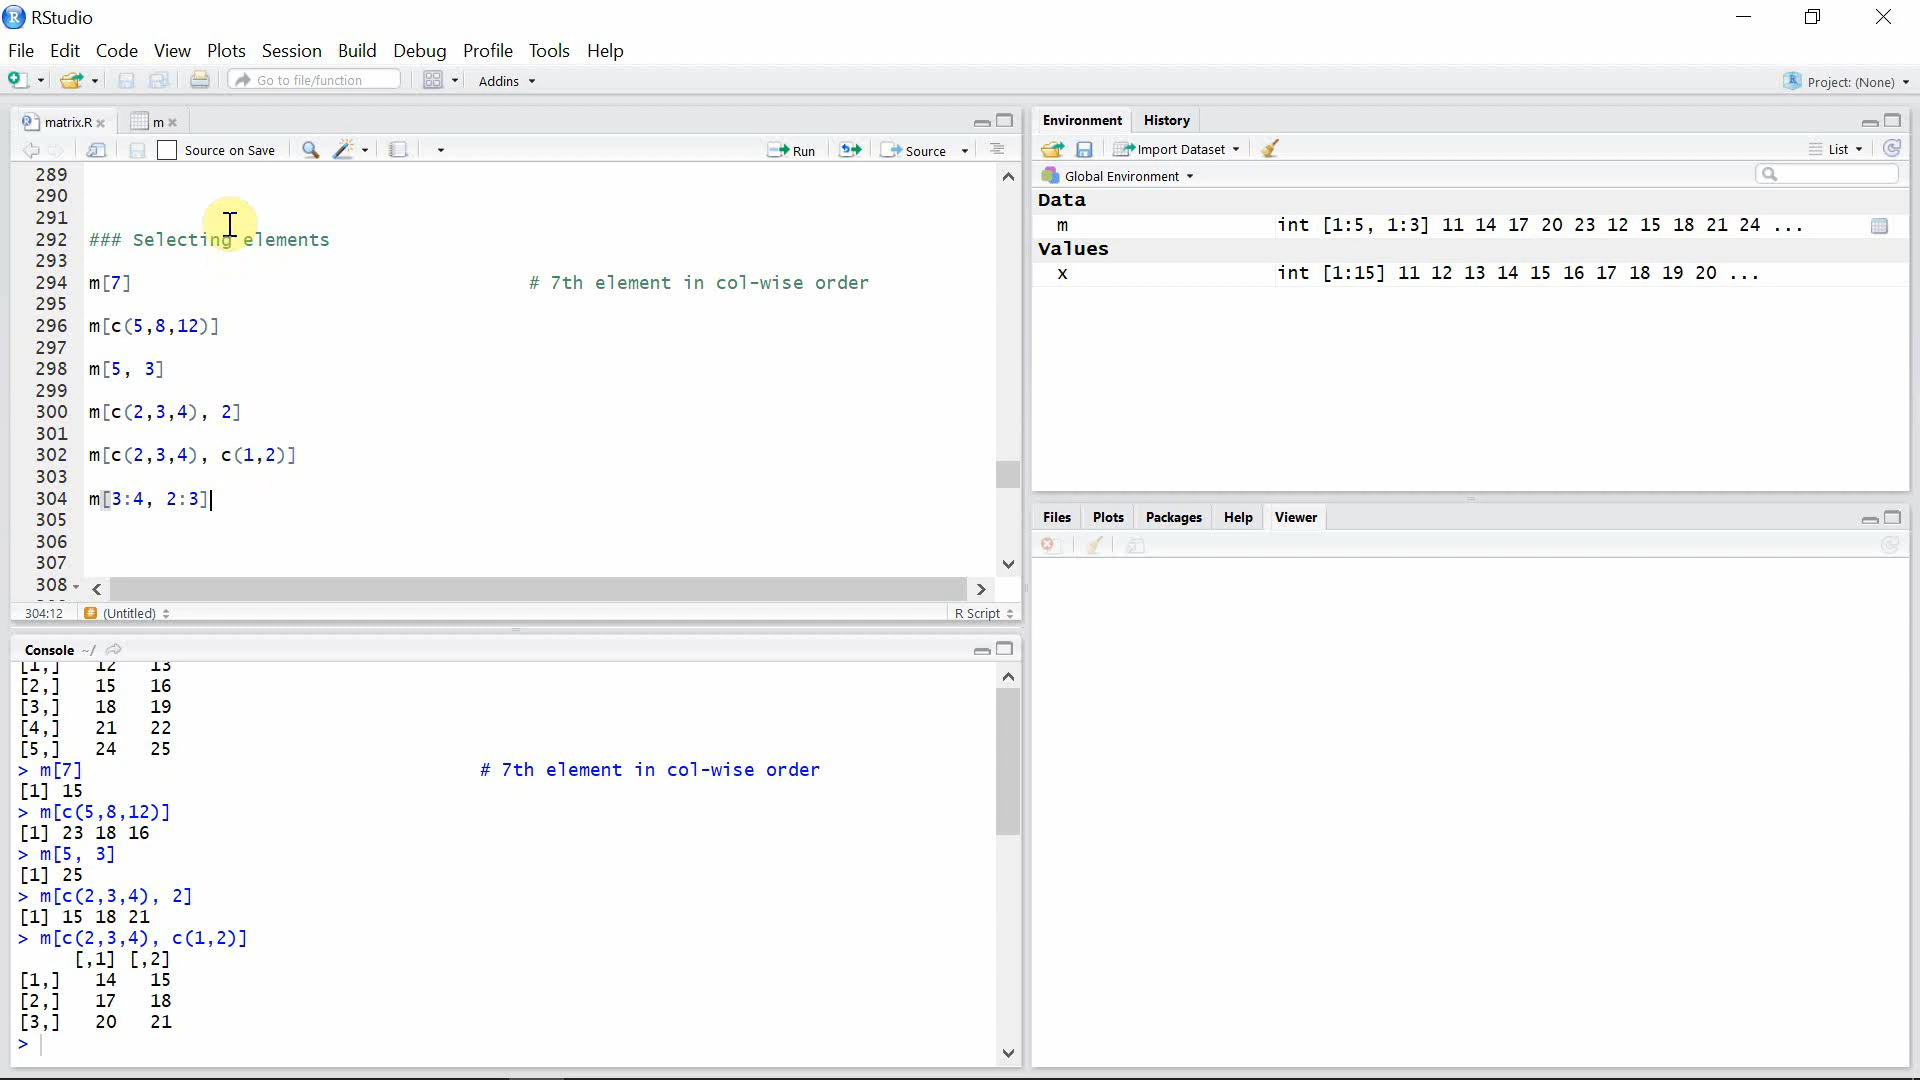 RStudio
File Edit Code View Plots Session Build Debug Profile Tools Help
Go to file/function Addins Project: (None)
matrix.R m
Source on Save Run Source
289
290
291
292 ### Selecting elements
293
294 m[7] # 7th element in col-wise order
295
296 m[c(5,8,12)]
297
298 m[5, 3]
299
300 m[c(2,3,4), 2]
301
302 m[c(2,3,4), c(1,2)]
303
304 m[3:4, 2:3]
305
306
307
308
304:12 (Untitled) R Script
Console ~/
[1,] 12 13
[2,] 15 16
[3,] 18 19
[4,] 21 22
[5,] 24 25
> m[7] # 7th element in col-wise order
[1] 15
> m[c(5,8,12)]
[1] 23 18 16
> m[5, 3]
[1] 25
> m[c(2,3,4), 2]
[1] 15 18 21
> m[c(2,3,4), c(1,2)]
[,1] [,2]
[1,] 14 15
[2,] 17 18
[3,] 20 21
>
Environment History
Import Dataset List
Global Environment
Data
m int [1:5, 1:3] 11 14 17 20 23 12 15 18 21 24 ...
Values
x int [1:15] 11 12 13 14 15 16 17 18 19 20 ...
Files Plots Packages Help Viewer